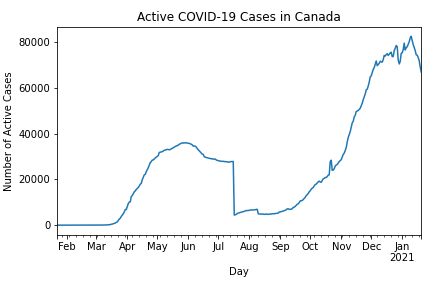 Active COVID-19 Cases in Canada
80000
60000
40000
20000
0
Number of Active Cases
Feb Mar Apr May Jun Jul Aug Sep Oct Nov Dec Jan
2021
Day